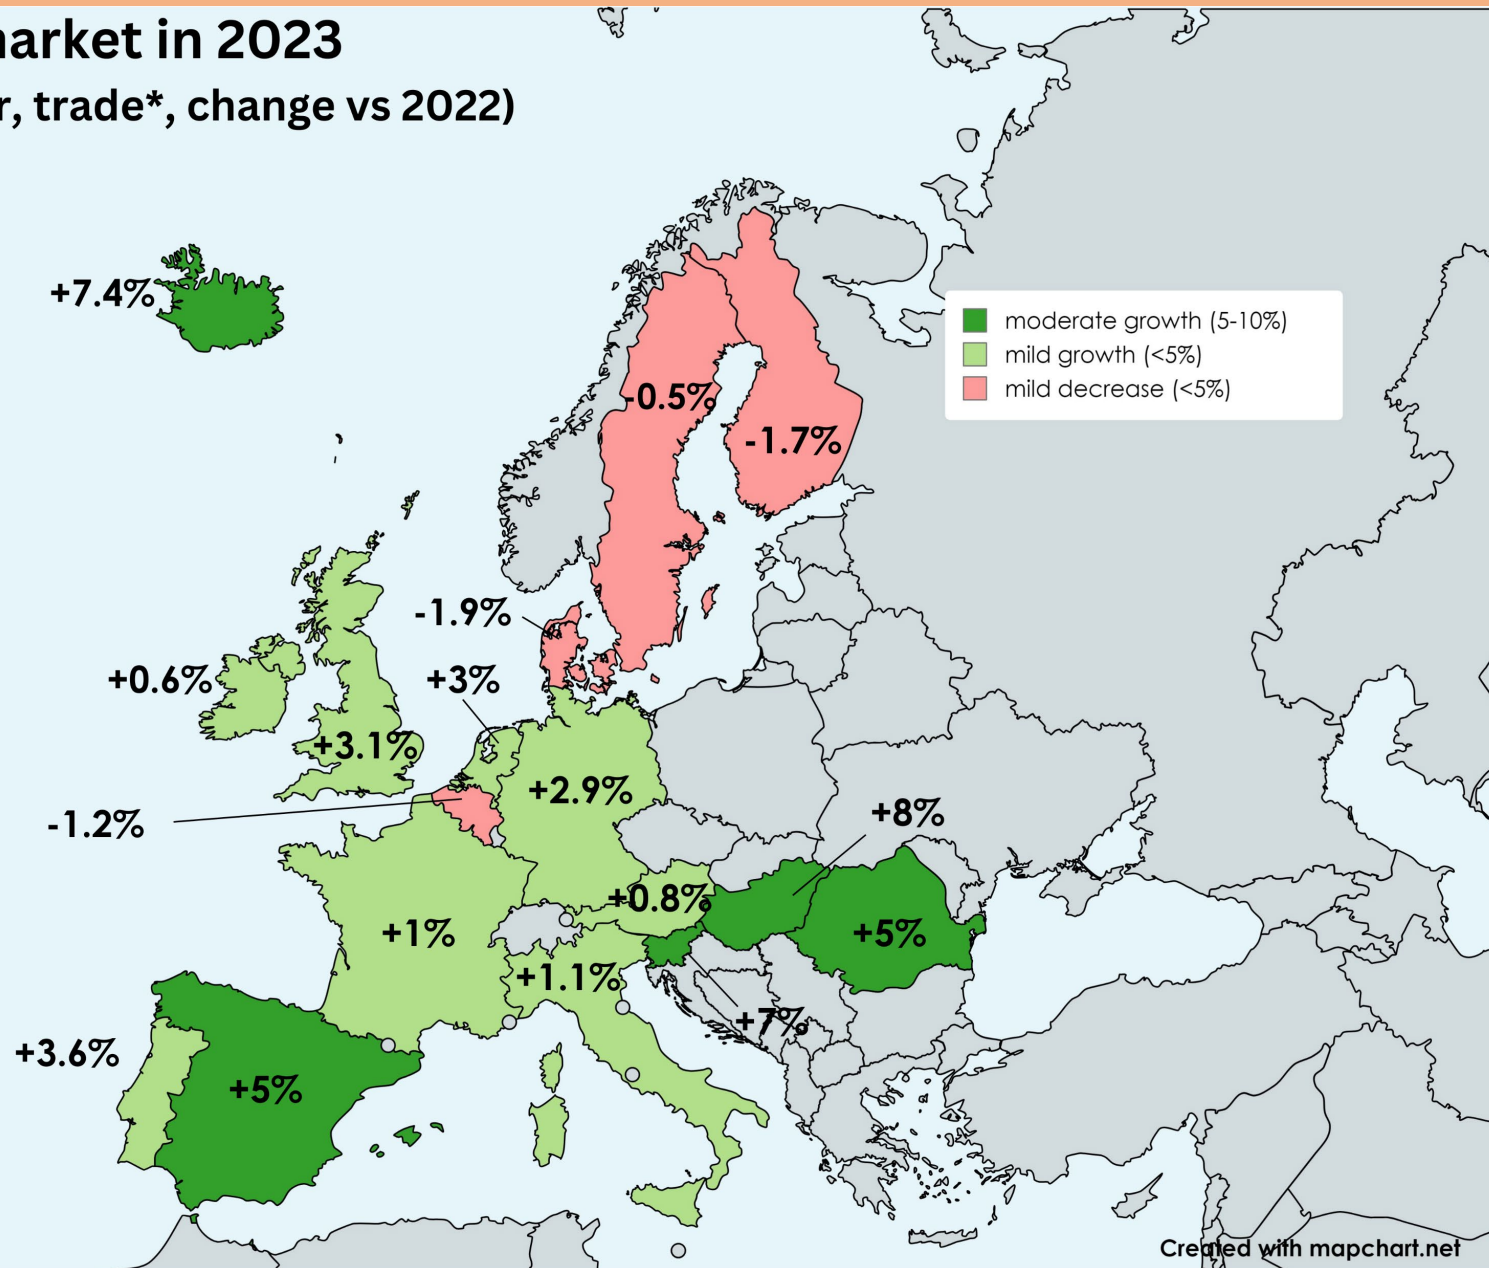 market in 2023
r, trade*, change vs 2022)
+7.4%
moderate growth (5-10%)
mild growth (<5%)
mild decrease (<5%)
-0.5%
-1.7%
-1.9%
+0.6%
+3%
+3.1%
+2.9%
-1.2%
+8%
+0.8%
+1%
+5%
+1.1%
+7%
+3.6%
+5%
Created with mapchart.net